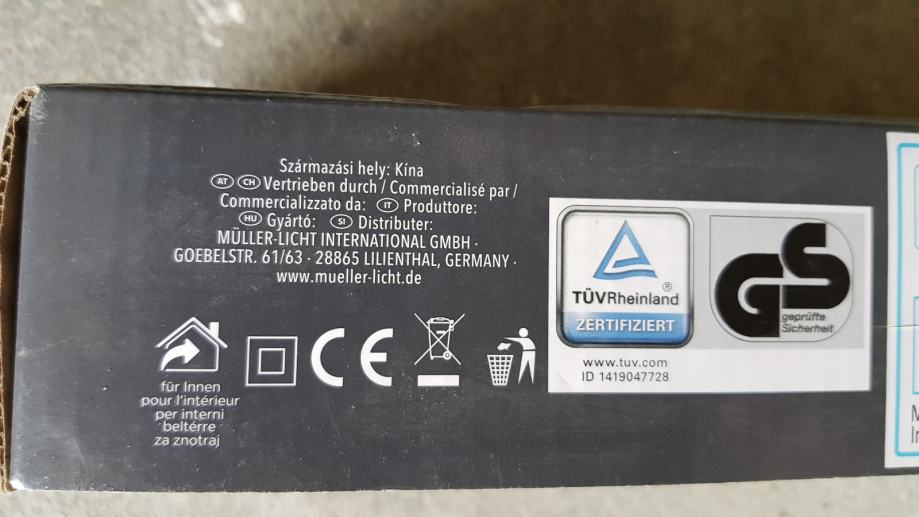 Származási hely: Kína
AT CH Vertrieben durch / Commercialisé par /
Commercializzato da: IT Produttore:
HU Gyártó: SI Distributer:
MÜLLER-LICHT INTERNATIONAL GMBH ·
GOEBELSTR. 61/63 · 28865 LILIENTHAL, GERMANY ·
www.mueller-licht.de
für Innen
pour l'intérieur
per interni
beltérre
za znotraj
CE
TÜVRheinland ®
ZERTIFIZIERT
www.tuv.com
ID 1419047728
GS
geprüfte
Sicherheit